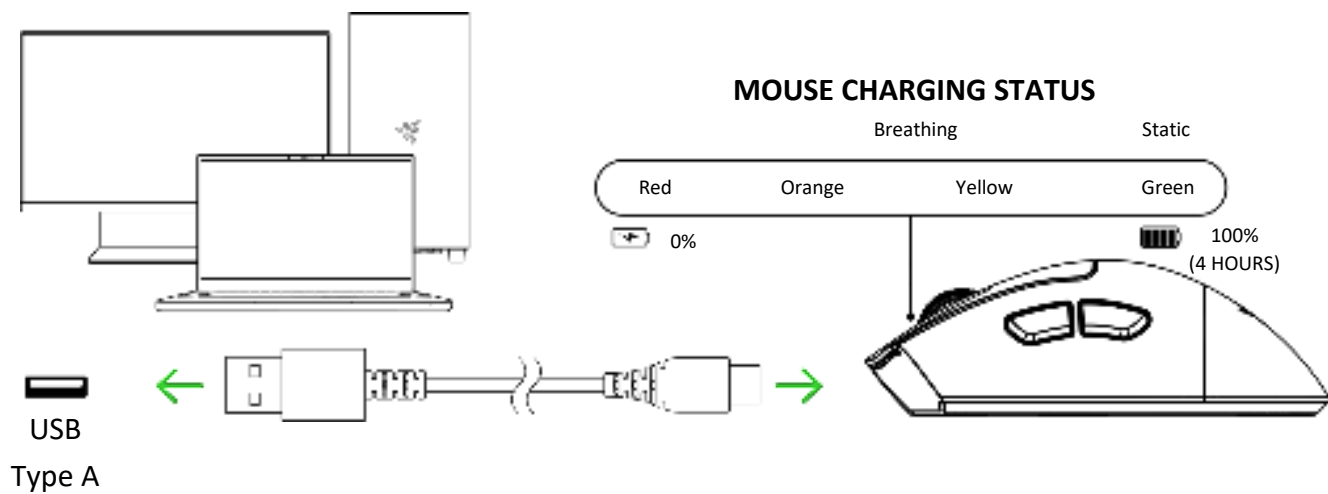 MOUSE CHARGING STATUS
Breathing Static
Red Orange Yellow Green
0% 100%
(4 HOURS)
USB
Type A